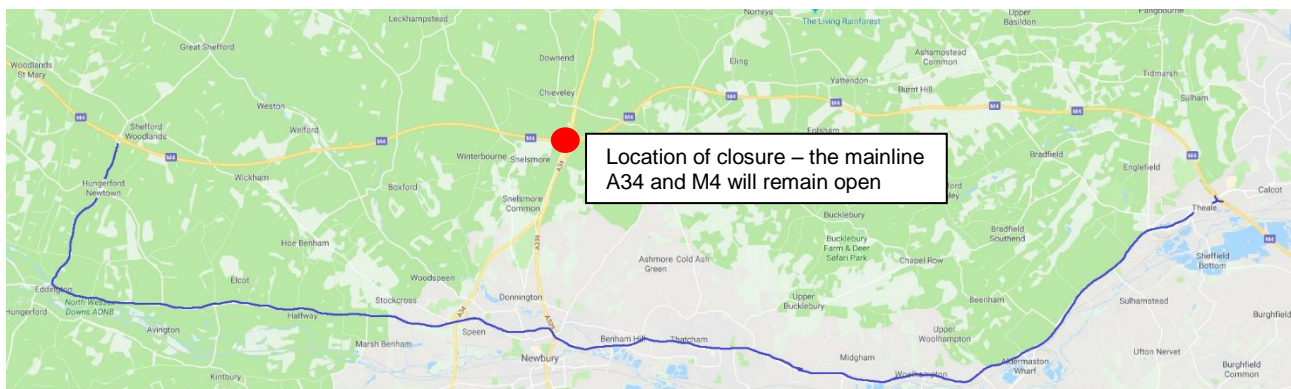 Leckhampstead
Norreys
The Living Rainforest
Upper
Basildon
Pangbourne
Great Shefford
Downend
Eling
Ashampstead
Common
Woodlands
St Mary
Yattendon
Burnt Hill
Tidmarsh
Chieveley
M4
M4
M4
Sulham
M4
Weston
M4
Shefford
Woodlands
Welford
M4
M4
M4
Winterbourne
Snelsmore
A34
Location of closure – the mainline
A34 and M4 will remain open
Bradfield
Englefield
Wickham
Boxford
Hungerford
Newtown
Calcot
Snelsmore
Common
Theale
Bucklebury
Hoe Benham
A339
Bucklebury
Farm & Deer
Safari Park
Bradfield
Southend
M4
Ashmore
Green
Cold Ash
Chapel Row
Sheffield
Bottom
Woodspeen
Eddington
Elcot
Stockcross
Donnington
Upper
Bucklebury
Beenham
Sulhamstead
Hungerford
North Wessex
Downs AONB
Halfway
A34
A339
Burghfield
Avington
Speen
Benham Hill
Thatcham
Upper
Woolhampton
Marsh Benham
Newbury
Midgham
Aldermaston
Wharf
Ufton Nervet
Kintbury
Woolhampton
Burghfield
Common